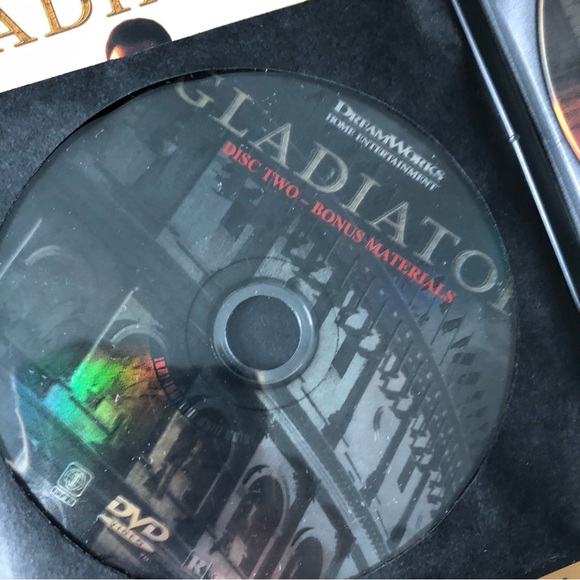 GLADIATOR
DREAMWORKS
HOME ENTERTAINMENT
DISC TWO – BONUS MATERIALS
DVD
VIDEO
R